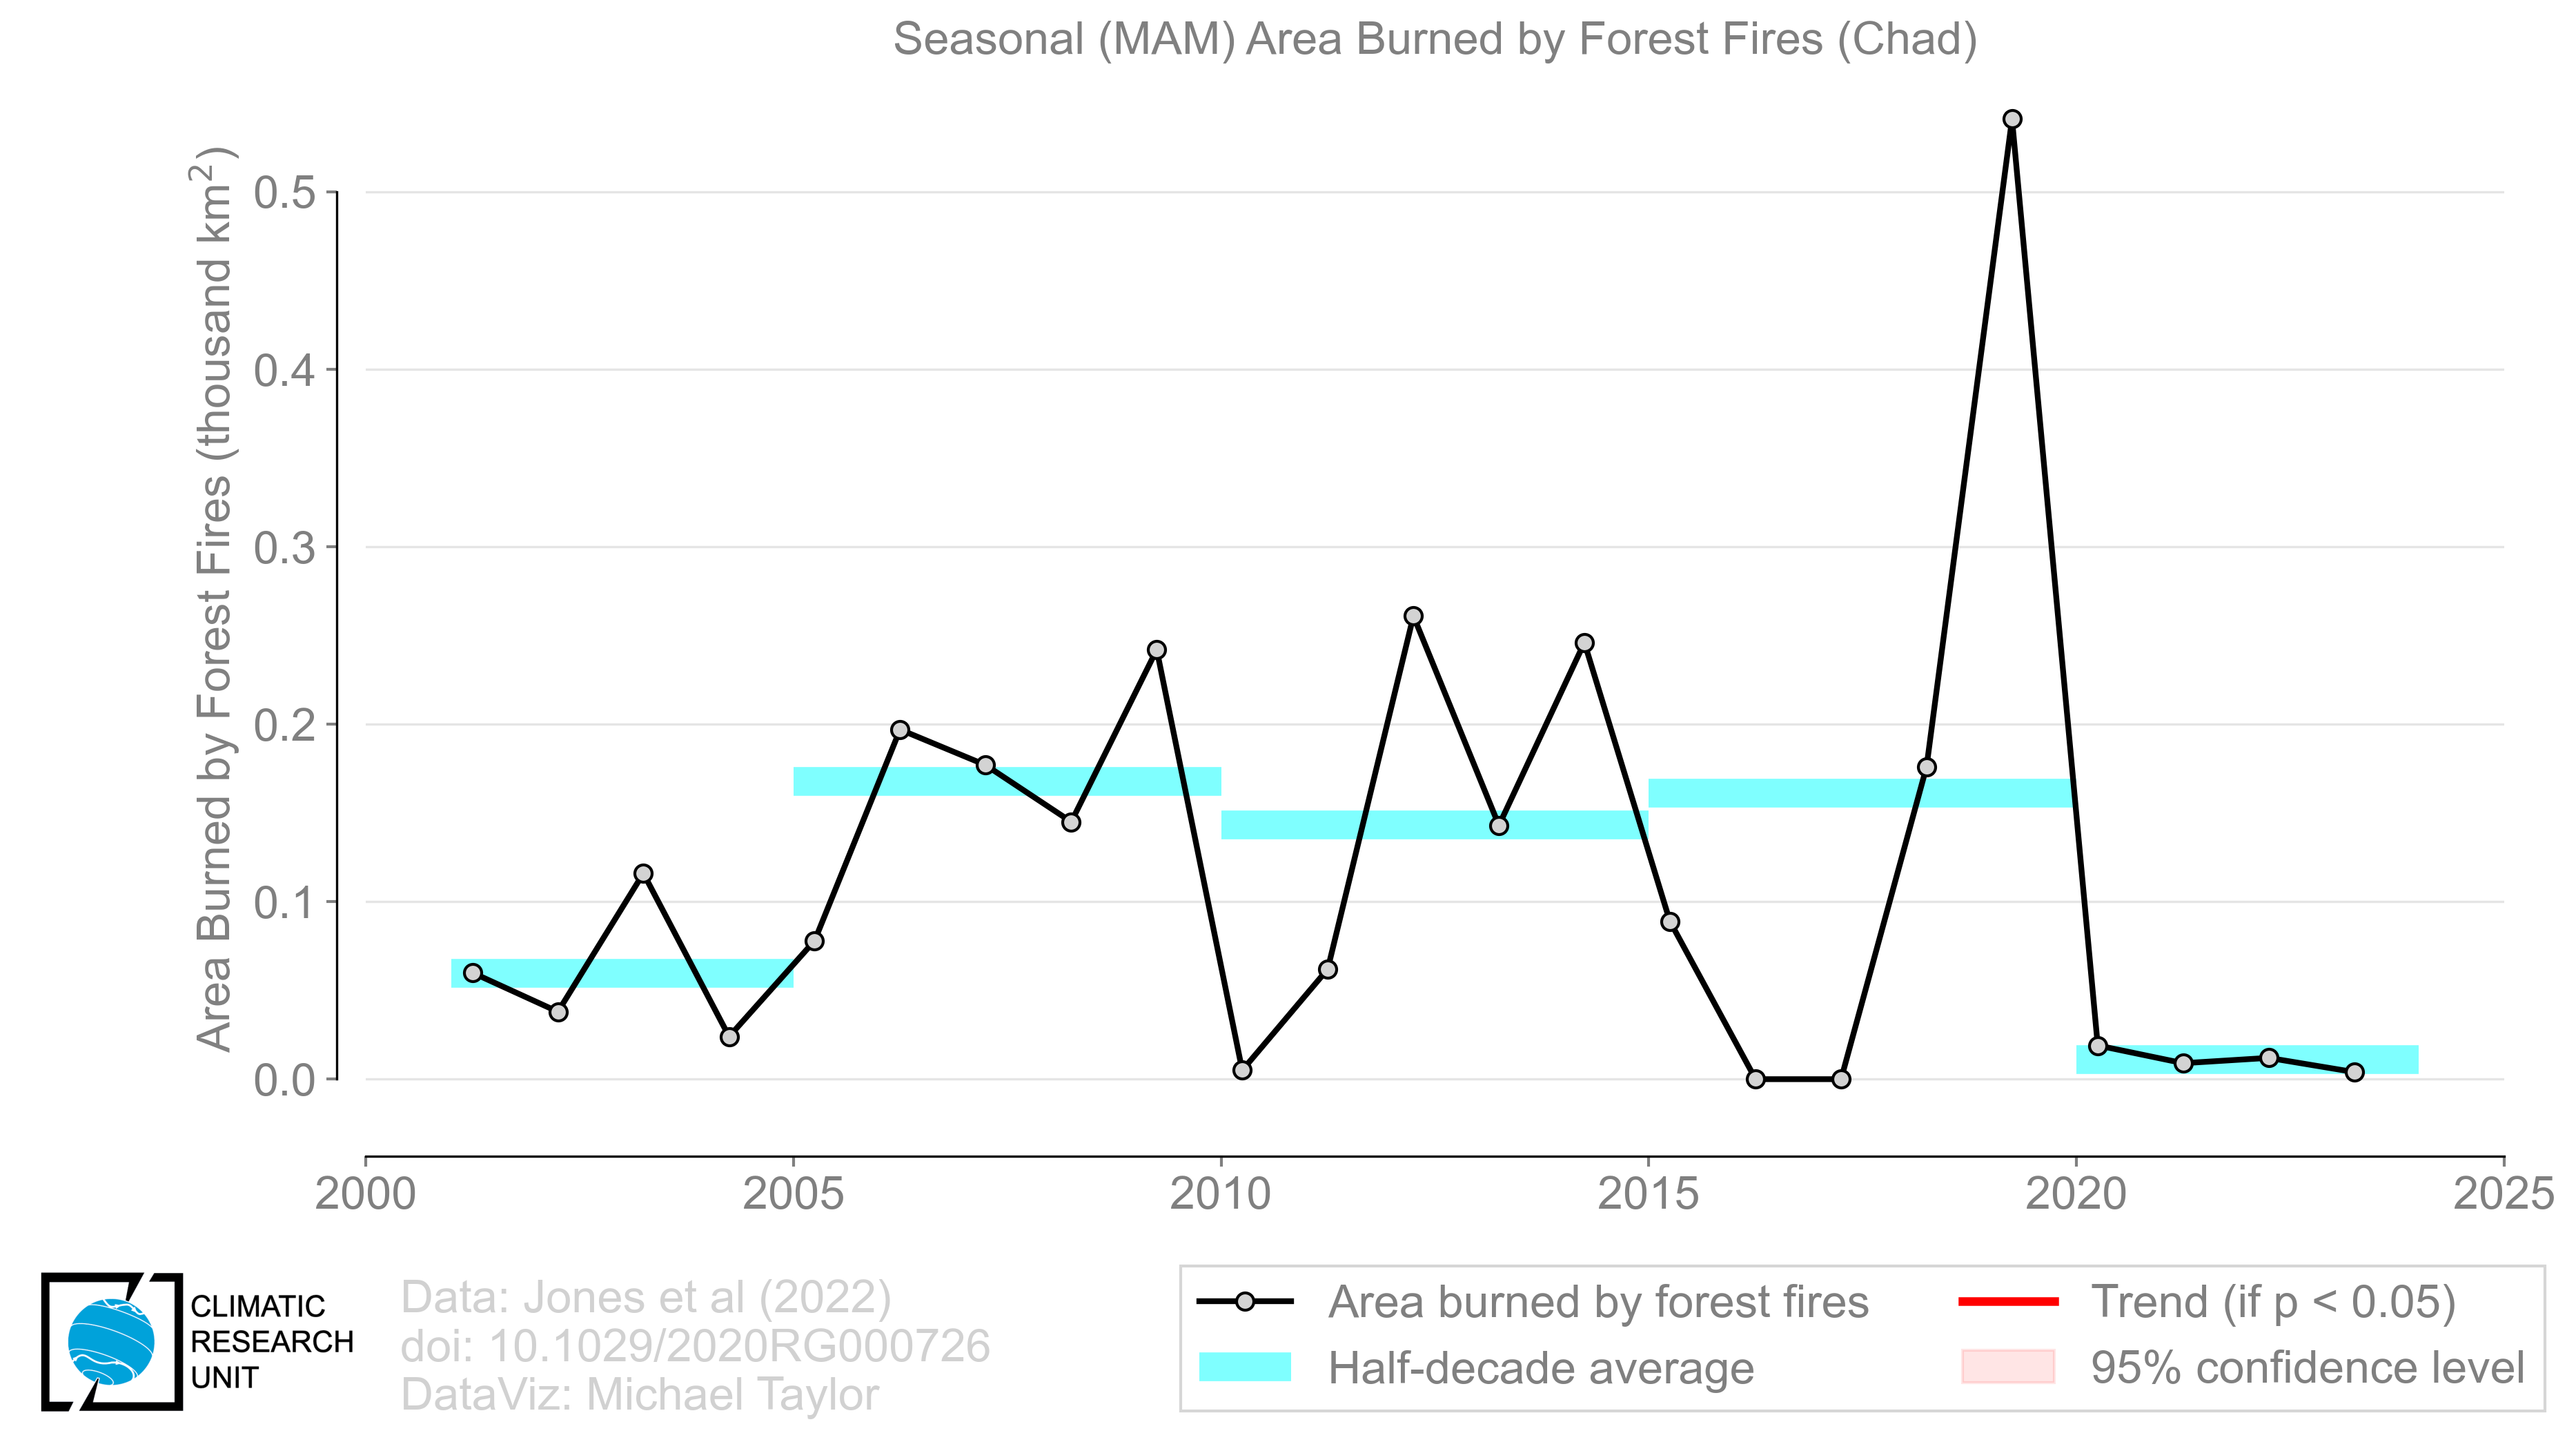 Seasonal (MAM) Area Burned by Forest Fires (Chad)
Area Burned by Forest Fires (thousand km²)
0.5
0.4
0.3
0.2
0.1
0.0
2000
2005
2010
2015
2020
2025
CLIMATIC
RESEARCH
UNIT
Data: Jones et al (2022)
doi: 10.1029/2020RG000726
DataViz: Michael Taylor
Area burned by forest fires
Half-decade average
Trend (if p < 0.05)
95% confidence level